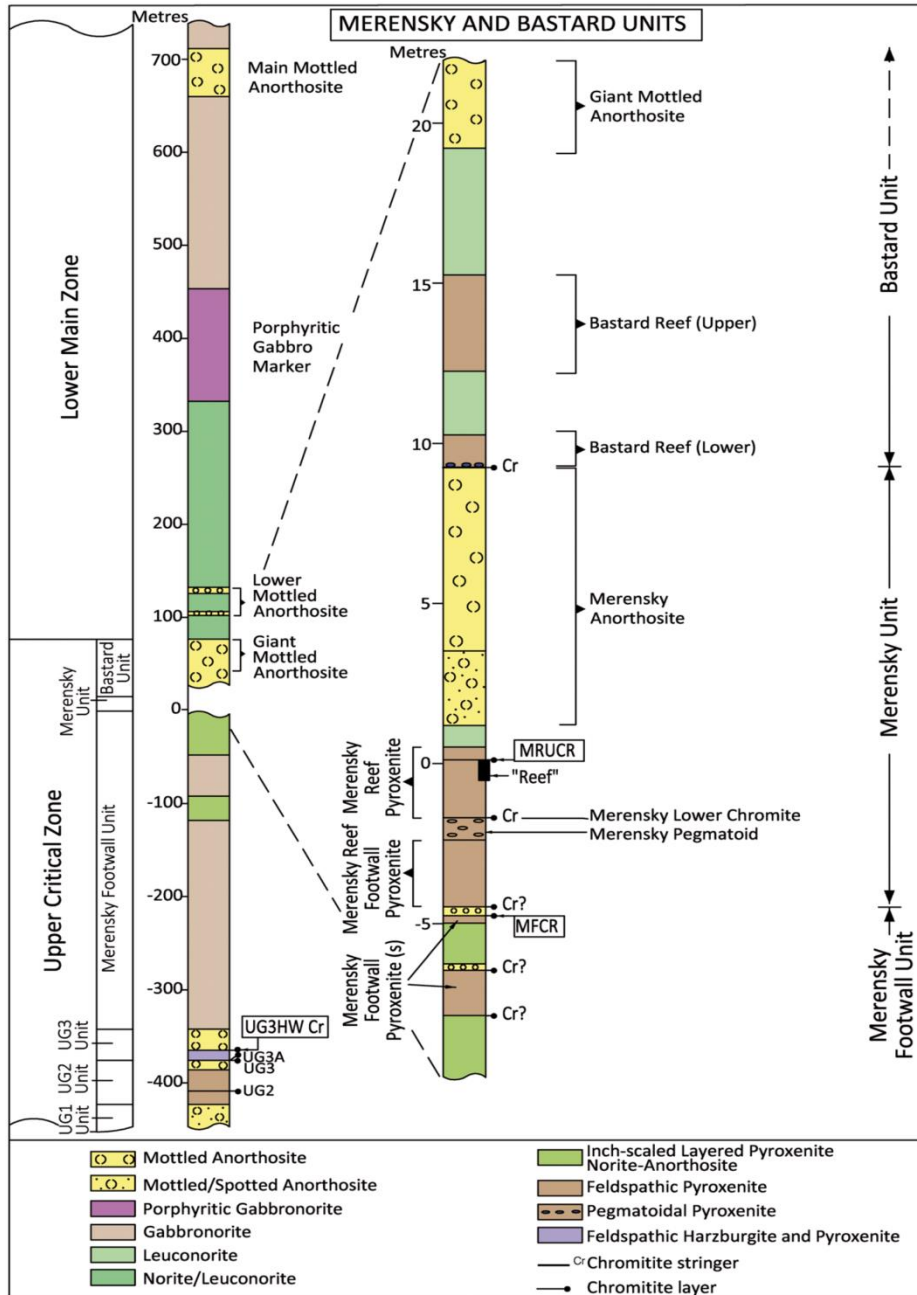 MERENSKY AND BASTARD UNITS
Metres
700
600
500
400
300
200
100
0
-100
-200
-300
-400
Lower Main Zone
Upper Critical Zone
Bastard
Unit
Merensky
Unit
Merensky Footwall Unit
UG3
Unit
UG2
Unit
UG1
Unit
Main Mottled
Anorthosite
Porphyritic
Gabbro
Marker
Lower
Mottled
Anorthosite
Giant
Mottled
Anorthosite
UG3HW Cr
UG3A
UG3
UG2
Metres
20
15
10
5
0
-5
Giant Mottled
Anorthosite
Bastard Reef (Upper)
Bastard Reef (Lower)
Cr
Merensky
Anorthosite
MRUCR
"Reef"
Merensky
Reef
Pyroxenite
Cr
Merensky Lower Chromite
Merensky Pegmatoid
Merensky Reef
Footwall
Pyroxenite
Cr?
MFCR
Merensky
Footwall
Pyroxenite (s)
Cr?
Cr?
Bastard Unit
Merensky Unit
Merensky
Footwall Unit
Mottled Anorthosite
Mottled/Spotted Anorthosite
Porphyritic Gabbronorite
Gabbronorite
Leuconorite
Norite/Leuconorite
Inch-scaled Layered Pyroxenite
Norite-Anorthosite
Feldspathic Pyroxenite
Pegmatoidal Pyroxenite
Feldspathic Harzburgite and Pyroxenite
Cr Chromitite stringer
Chromitite layer